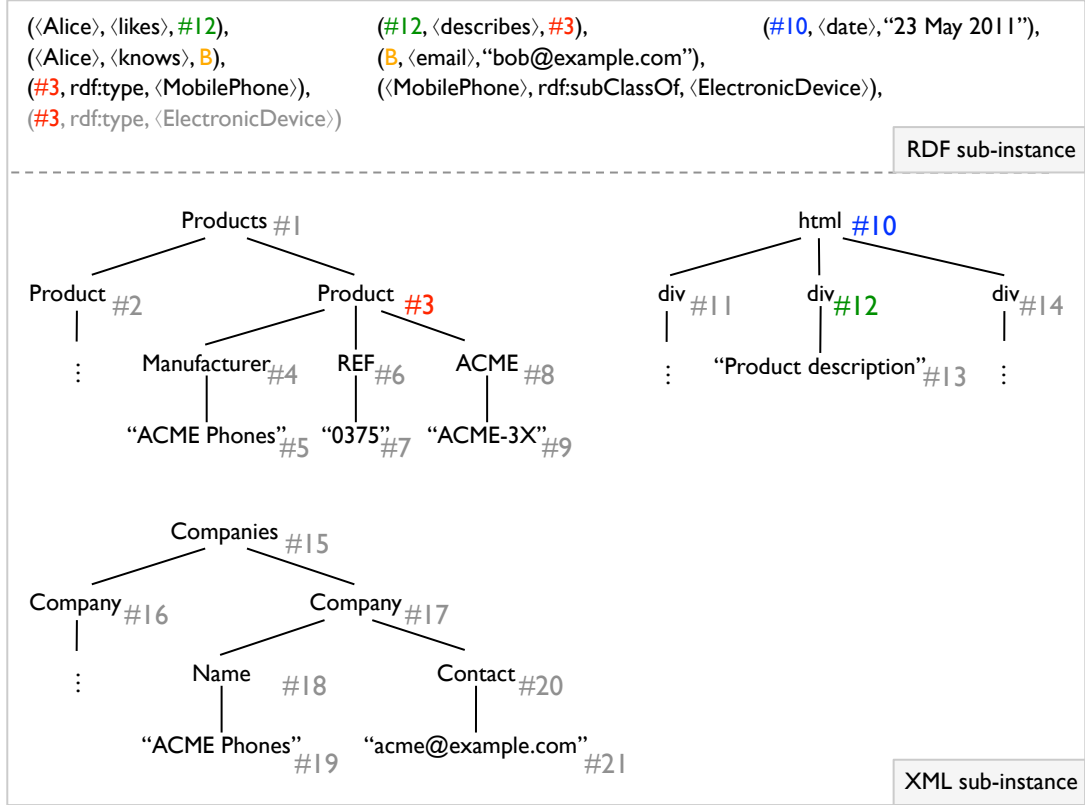 (⟨Alice⟩, ⟨likes⟩, #12), (#12, ⟨describes⟩, #3), (#10, ⟨date⟩,“23 May 2011”),
(⟨Alice⟩, ⟨knows⟩, B), (B, ⟨email⟩,“bob@example.com”),
(#3, rdf:type, ⟨MobilePhone⟩), (⟨MobilePhone⟩, rdf:subClassOf, ⟨ElectronicDevice⟩),
(#3, rdf:type, ⟨ElectronicDevice⟩)
RDF sub-instance
Products #1 html #10
Product #2 Product #3 div #11 div #12 div #14
⋮ Manufacturer #4 REF #6 ACME #8 ⋮ “Product description” #13 ⋮
“ACME Phones” #5 “0375” #7 “ACME-3X” #9
Companies #15
Company #16 Company #17
⋮ Name #18 Contact #20
“ACME Phones” #19 “acme@example.com” #21
XML sub-instance